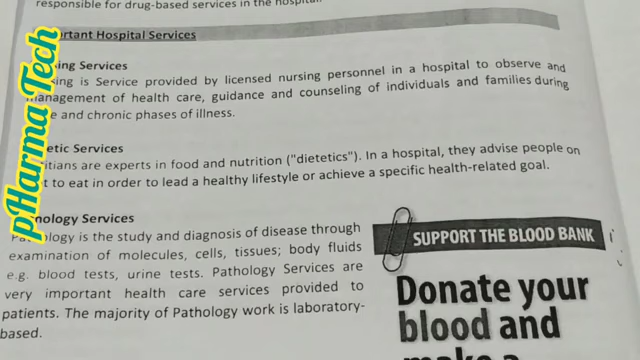 responsible for drug-based services in the hospital.
ortant Hospital Services
ing Services
ing is Service provided by licensed nursing personnel in a hospital to observe and
management of health care, guidance and counseling of individuals and families during
e and chronic phases of illness.
etic Services
itians are experts in food and nutrition ("dietetics"). In a hospital, they advise people on
t to eat in order to lead a healthy lifestyle or achieve a specific health-related goal.
hology Services
Pathology is the study and diagnosis of disease through
examination of molecules, cells, tissues; body fluids
e.g. blood tests, urine tests. Pathology Services are
very important health care services provided to
patients. The majority of Pathology work is laboratory-
based.
SUPPORT THE BLOOD BANK
Donate your
blood and
make a
pHarma Tech